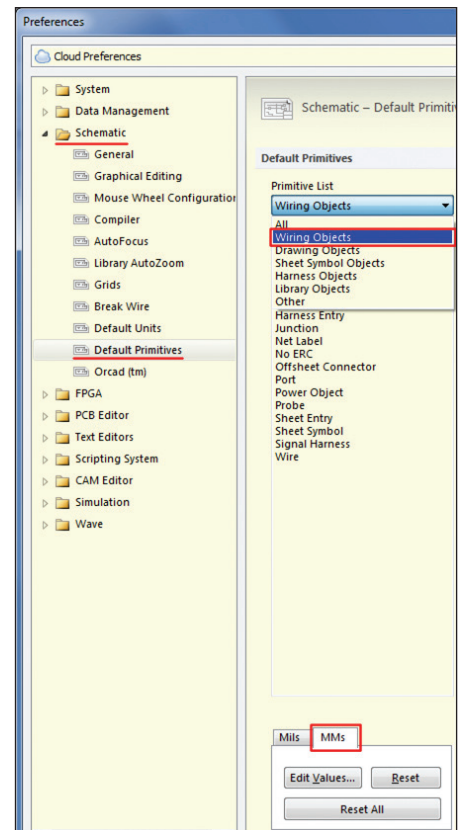 Preferences
Cloud Preferences
System
Data Management
Schematic
General
Graphical Editing
Mouse Wheel Configuration
Compiler
AutoFocus
Library AutoZoom
Grids
Break Wire
Default Units
Default Primitives
Orcad (tm)
FPGA
PCB Editor
Text Editors
Scripting System
CAM Editor
Simulation
Wave
Schematic – Default Primiti
Default Primitives
Primitive List
Wiring Objects
All
Wiring Objects
Drawing Objects
Sheet Symbol Objects
Harness Objects
Library Objects
Other
Harness Entry
Junction
Net Label
No ERC
Offsheet Connector
Port
Power Object
Probe
Sheet Entry
Sheet Symbol
Signal Harness
Wire
Mils MMs
Edit Values... Reset
Reset All